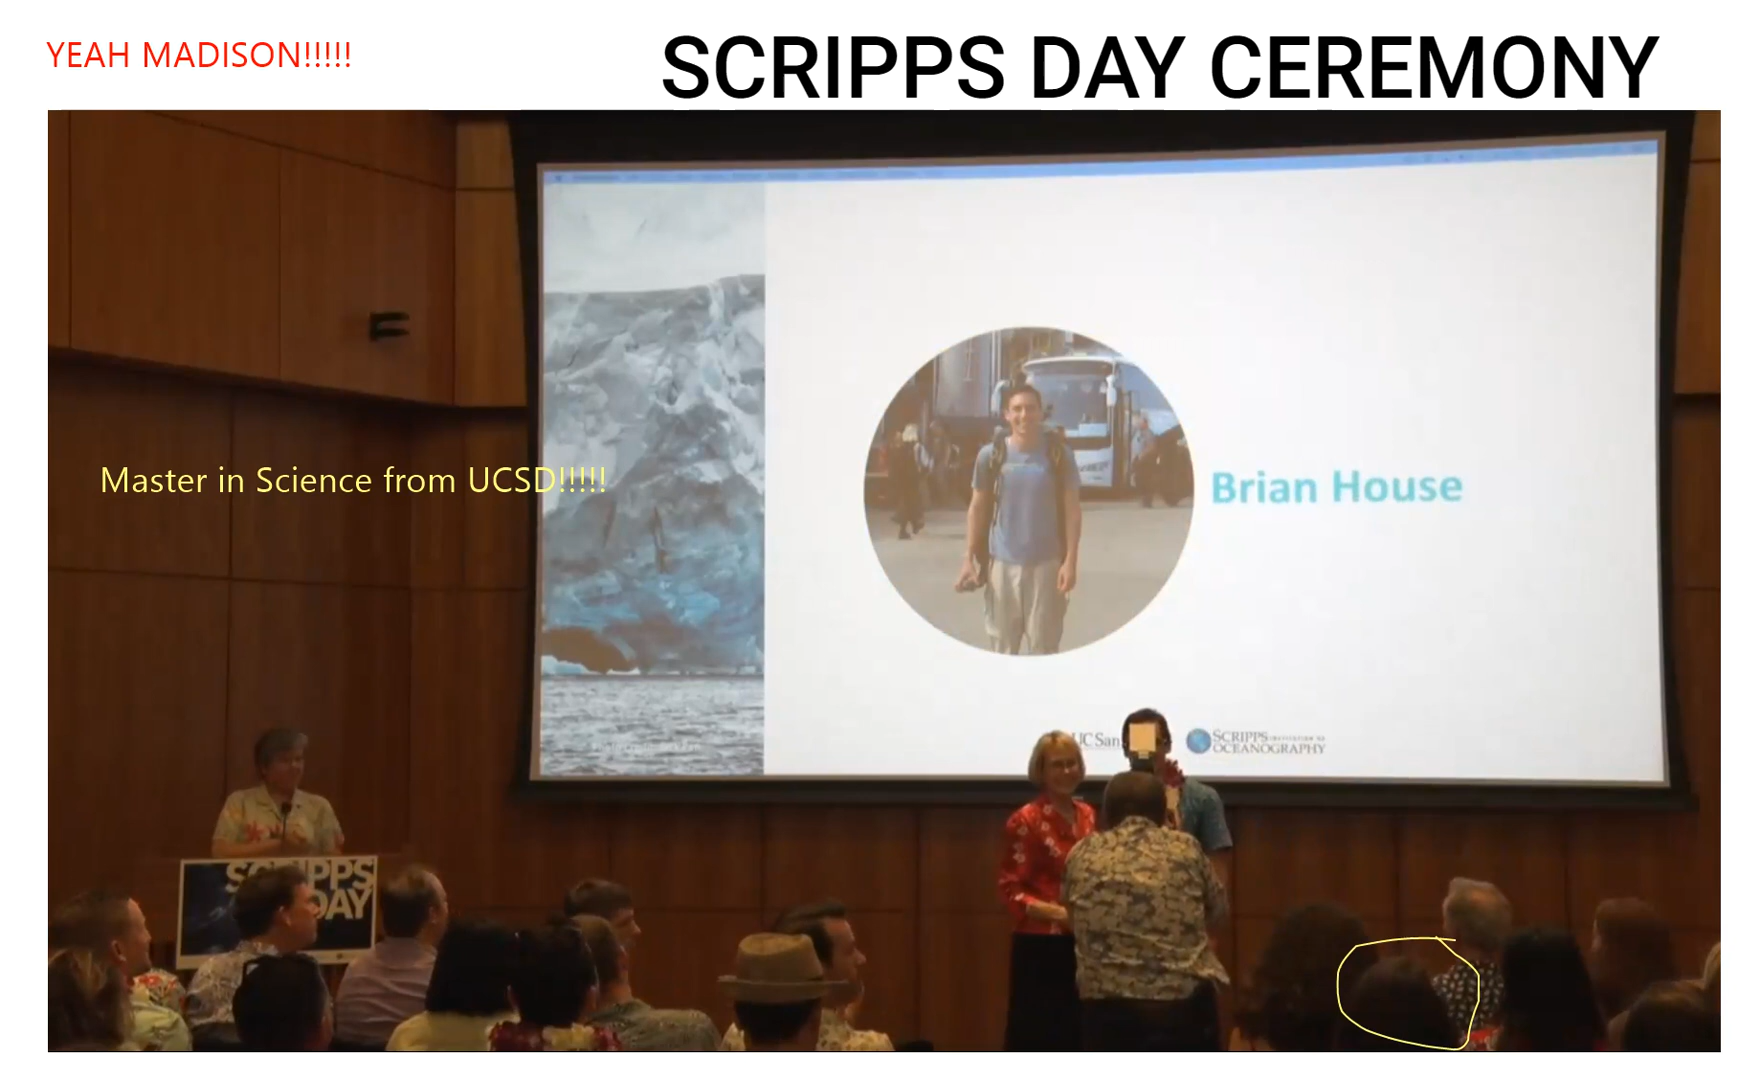 YEAH MADISON!!!!!
SCRIPPS DAY CEREMONY
Master in Science from UCSD!!!!!
Brian House
UC San
SCRIPPS INSTITUTION OF
OCEANOGRAPHY
SCRIPPS
DAY